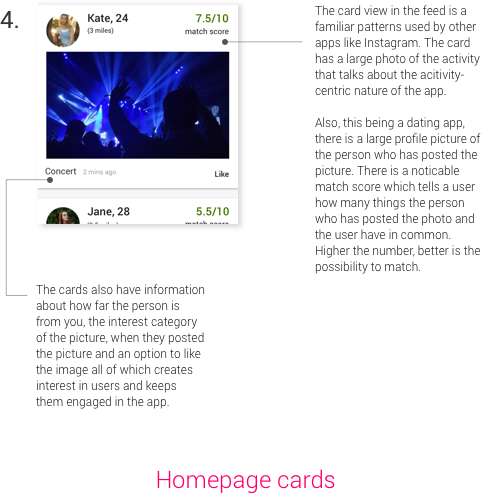 4.
Kate, 24
(3 miles)
7.5/10
match score
Concert 2 mins ago
Like
Jane, 28
5.5/10
match score
The card view in the feed is a
familiar patterns used by other
apps like Instagram. The card
has a large photo of the activity
that talks about the acitivity-
centric nature of the app.
Also, this being a dating app,
there is a large profile picture of
the person who has posted the
picture. There is a noticable
match score which tells a user
how many things the person
who has posted the photo and
the user have in common.
Higher the number, better is the
possibility to match.
The cards also have information
about how far the person is
from you, the interest category
of the picture, when they posted
the picture and an option to like
the image all of which creates
interest in users and keeps
them engaged in the app.
Homepage cards